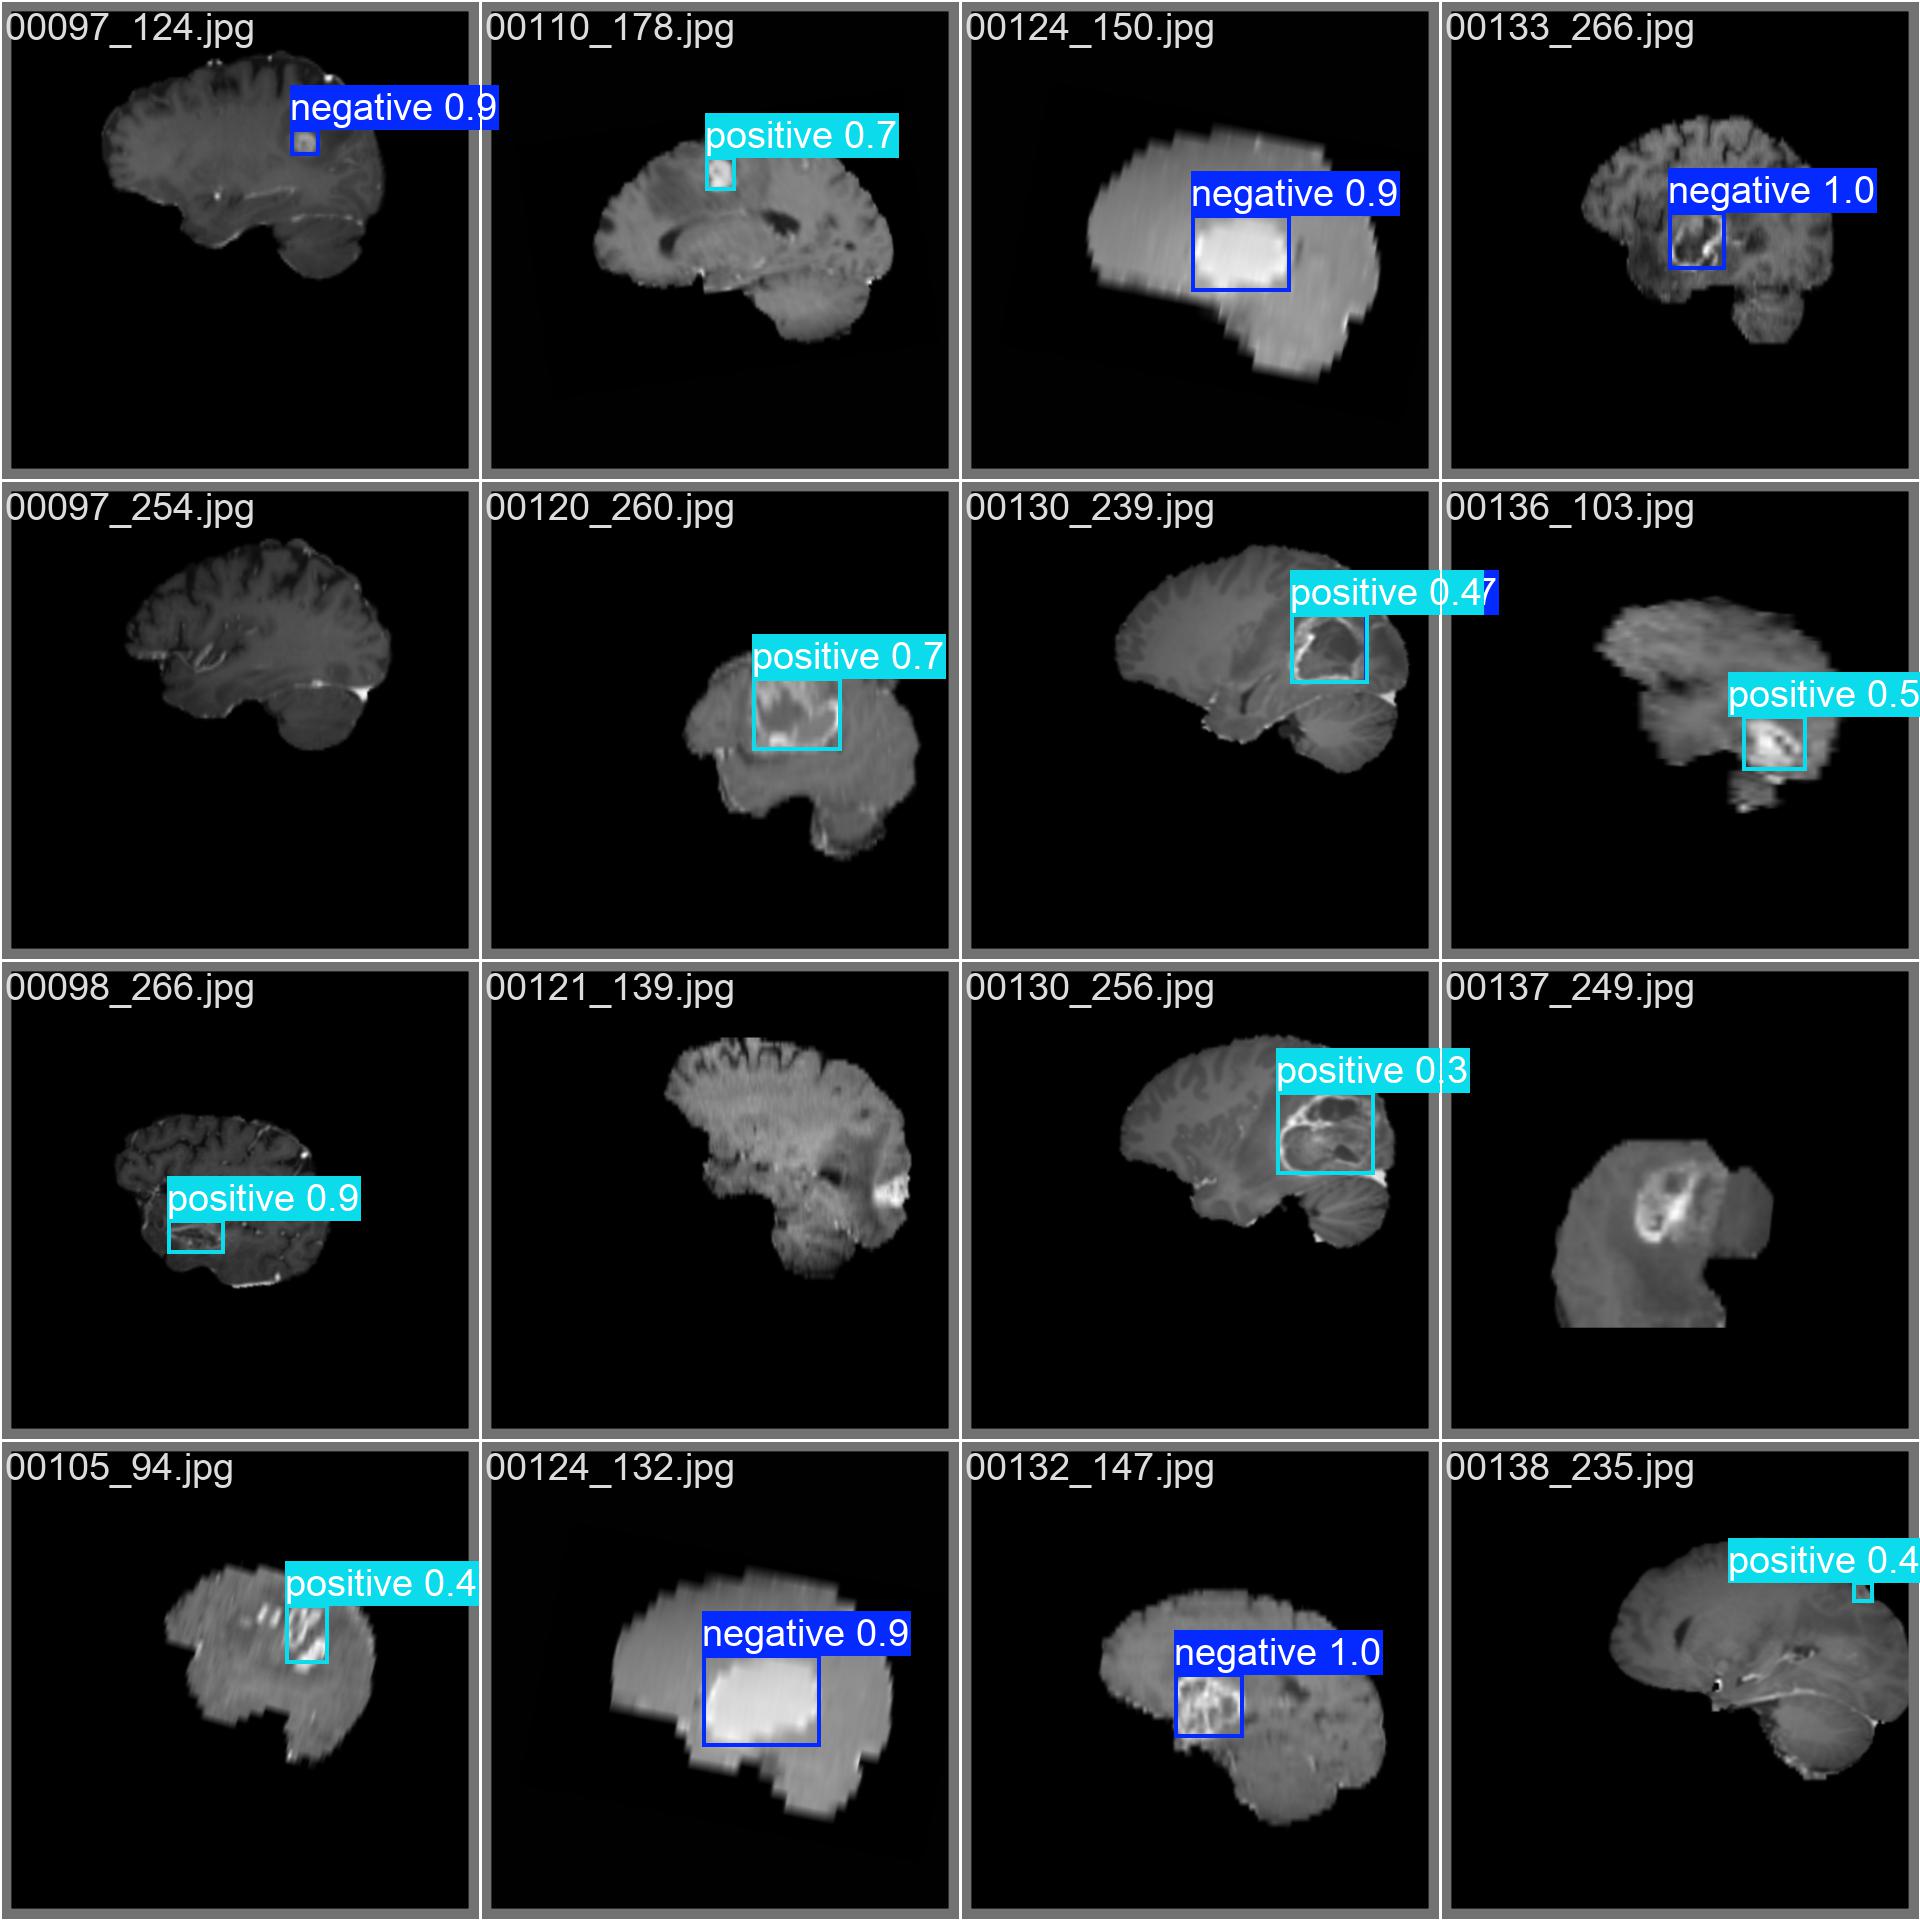 00097_124.jpg
negative 0.9
00110_178.jpg
positive 0.7
00124_150.jpg
negative 0.9
00133_266.jpg
negative 1.0
00097_254.jpg
00120_260.jpg
positive 0.7
00130_239.jpg
positive 0.4
7
00136_103.jpg
positive 0.5
00098_266.jpg
positive 0.9
00121_139.jpg
00130_256.jpg
positive 0.3
00137_249.jpg
00105_94.jpg
positive 0.4
00124_132.jpg
negative 0.9
00132_147.jpg
negative 1.0
00138_235.jpg
positive 0.4